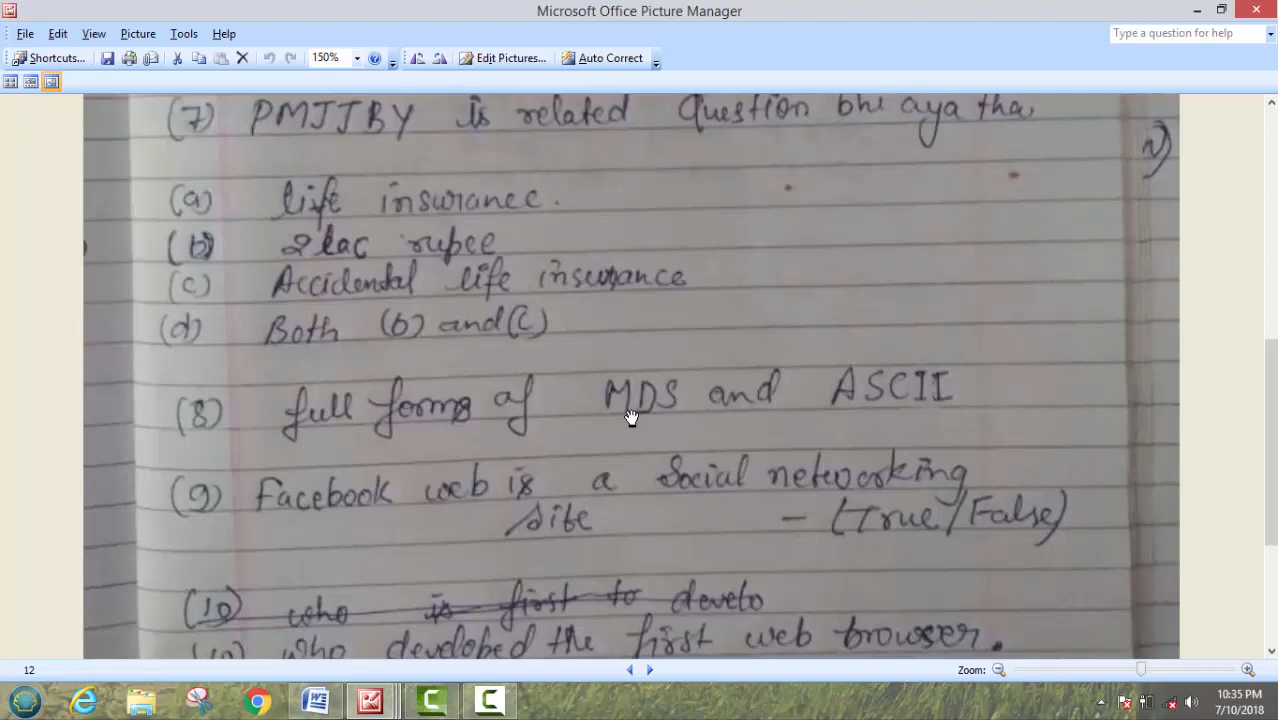 Microsoft Office Picture Manager
File Edit View Picture Tools Help
Type a question for help
Shortcuts... 150% Edit Pictures... Auto Correct
(7) PMJJBY is related Question bhi aya tha.
(a) life insurance.
(b) 2 lac rupee
(c) Accidental life insurance
(d) Both (b) and (c)
(8) full forms of MDS and ASCII
(9) Facebook web is a Social networking
site - (True/False)
(10) who is first to develo
(10) who developed the first web browser.
12 Zoom:
10:35 PM
7/10/2018